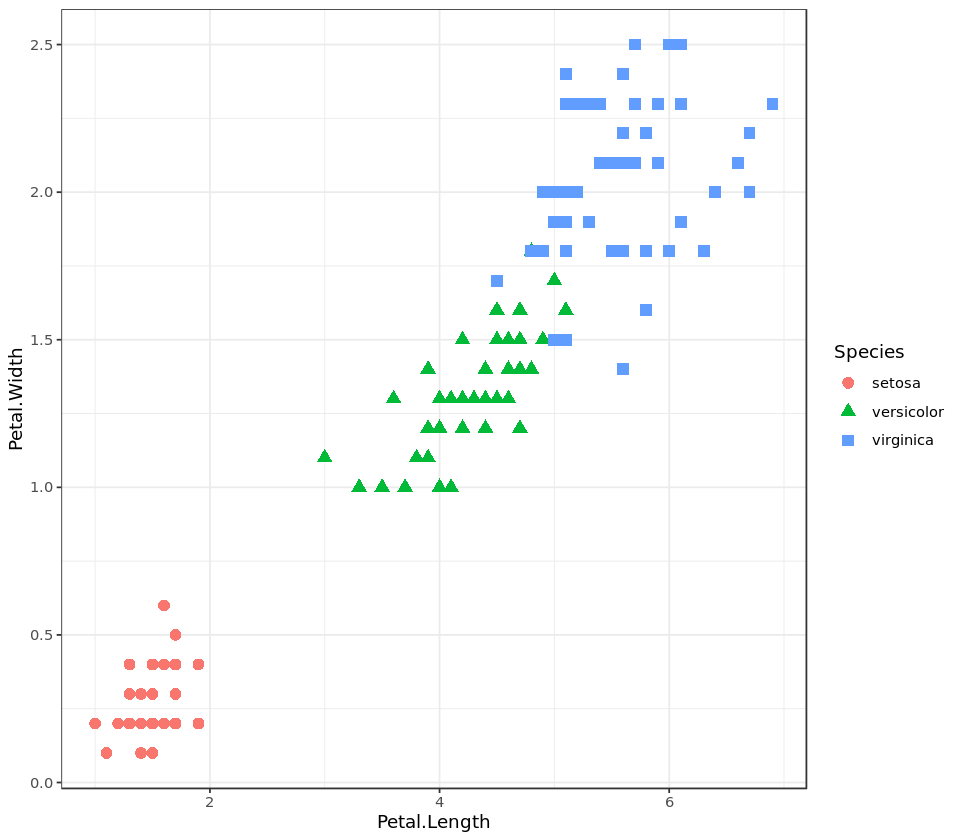 2.5
2.0
1.5
1.0
0.5
0.0
Petal.Width
2 4 6
Petal.Length
Species
setosa
versicolor
virginica